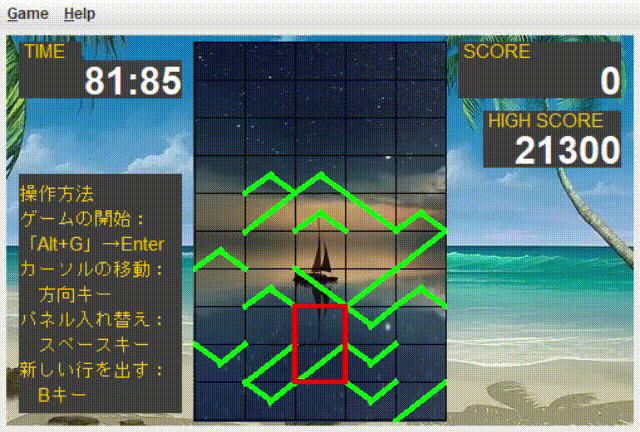 Game Help
TIME
81:85
SCORE
0
HIGH SCORE
21300
操作方法
ゲームの開始：
「Alt+G」→Enter
カーソルの移動：
方向キー
パネル入れ替え：
スペースキー
新しい行を出す：
Bキー